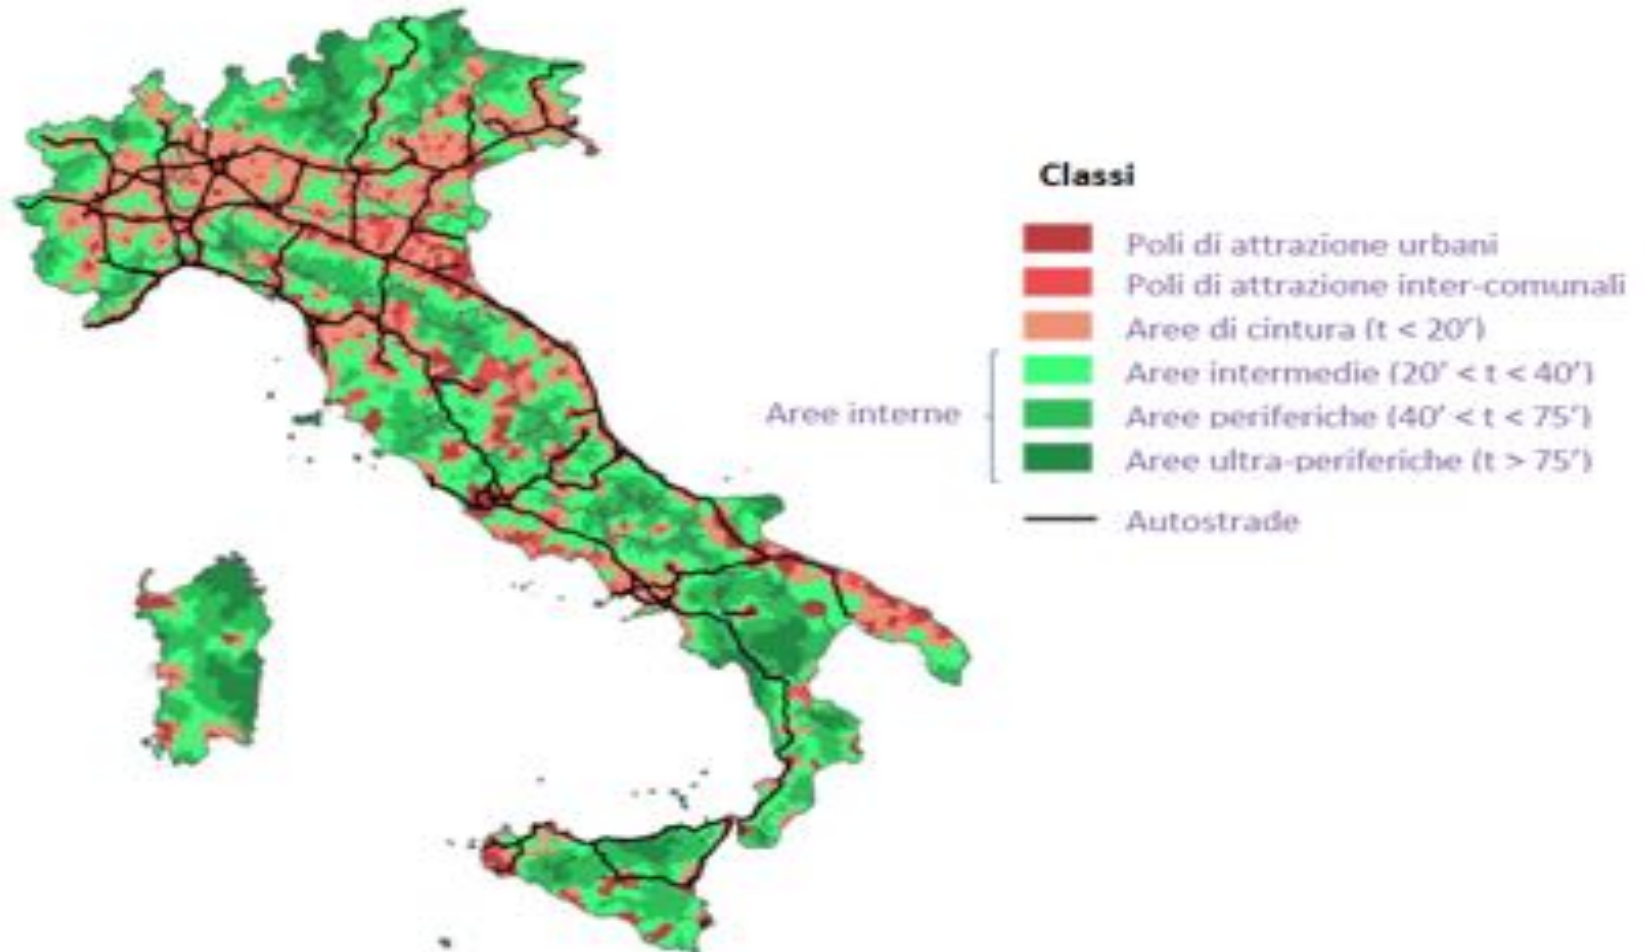 Classi
Poli di attrazione urbani
Poli di attrazione inter-comunali
Aree di cintura (t < 20’)
Aree interne
Aree intermedie (20’ < t < 40’)
Aree periferiche (40’ < t < 75’)
Aree ultra-periferiche (t > 75’)
Autostrade